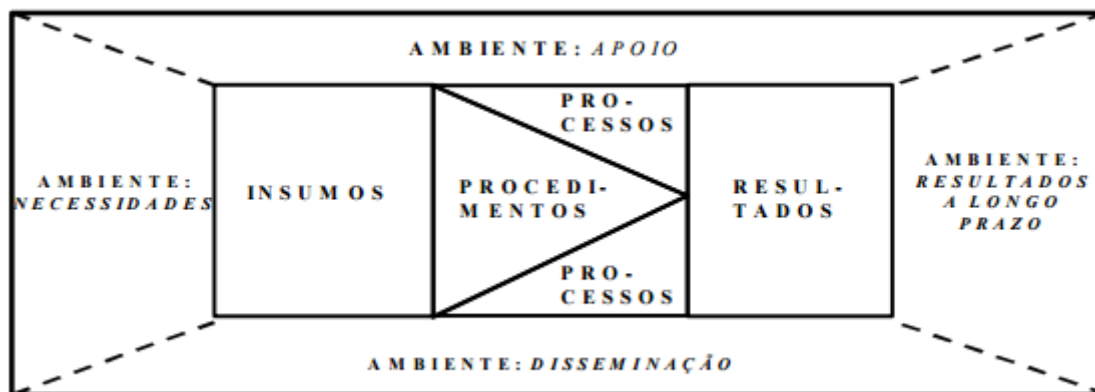 AMBIENTE: APOIO
AMBIENTE:
NECESSIDADES
INSUMOS
PRO-
CESSOS
PROCEDI-
MENTOS
PRO-
CESSOS
RESUL-
TADOS
AMBIENTE:
RESULTADOS
A LONGO
PRAZO
AMBIENTE: DISSEMINAÇÃO